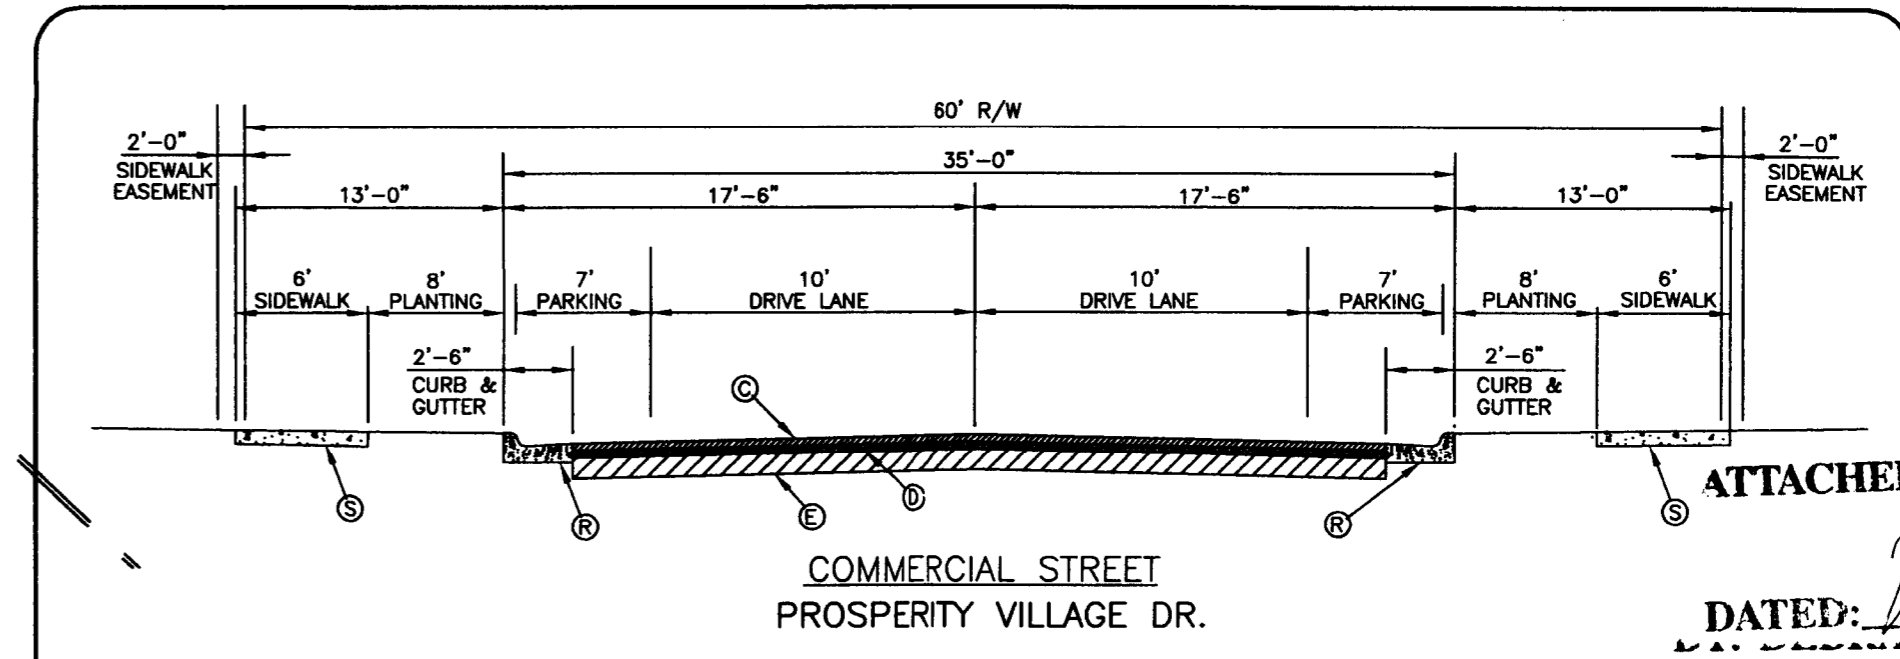 60' R/W
2'-0"
SIDEWALK
EASEMENT
35'-0"
2'-0"
SIDEWALK
EASEMENT
13'-0"
17'-6"
17'-6"
13'-0"
6'
SIDEWALK
8'
PLANTING
7'
PARKING
10'
DRIVE LANE
10'
DRIVE LANE
7'
PARKING
8'
PLANTING
6'
SIDEWALK
2'-6"
CURB &
GUTTER
2'-6"
CURB &
GUTTER
C
S
R
E
D
R
S
ATTACHE
COMMERCIAL STREET
PROSPERITY VILLAGE DR.
DATED: